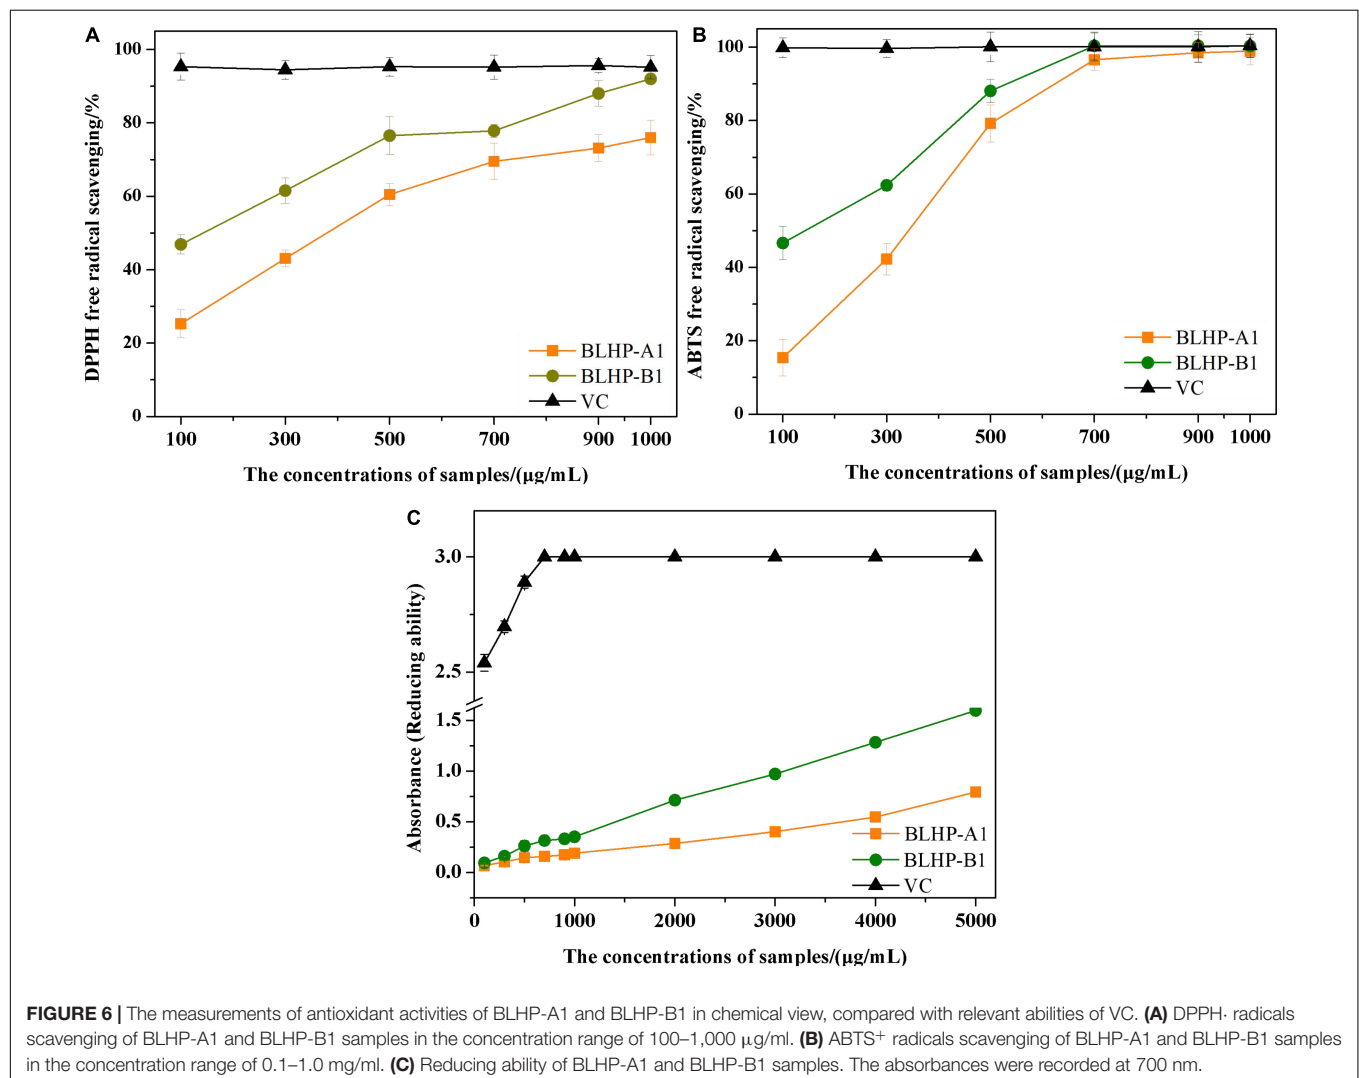 A
100
80
60
40
20
0
DPPH free radical scavenging/%
BLHP-A1
BLHP-B1
VC
100 300 500 700 900 1000
The concentrations of samples/(μg/mL)
B
100
80
60
40
20
0
ABTS free radical scavenging/%
BLHP-A1
BLHP-B1
VC
100 300 500 700 900 1000
The concentrations of samples/(μg/mL)
C
3.0
2.5
1.5
1.0
0.5
0.0
Absorbance (Reducing ability)
BLHP-A1
BLHP-B1
VC
0 1000 2000 3000 4000 5000
The concentrations of samples/(μg/mL)
FIGURE 6 | The measurements of antioxidant activities of BLHP-A1 and BLHP-B1 in chemical view, compared with relevant abilities of VC. (A) DPPH· radicals
scavenging of BLHP-A1 and BLHP-B1 samples in the concentration range of 100–1,000 μg/ml. (B) ABTS+ radicals scavenging of BLHP-A1 and BLHP-B1 samples
in the concentration range of 0.1–1.0 mg/ml. (C) Reducing ability of BLHP-A1 and BLHP-B1 samples. The absorbances were recorded at 700 nm.